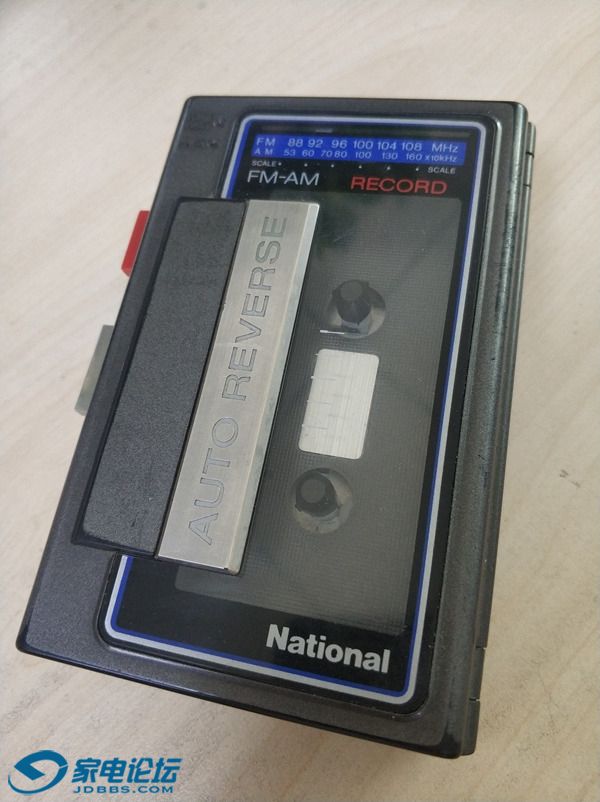 FM 88 92 96 100 104 108 MHz
AM 53 60 70 80 100 130 160 x10kHz
SCALE SCALE
FM-AM RECORD
AUTO REVERSE
National
家电论坛
JDBBS.COM